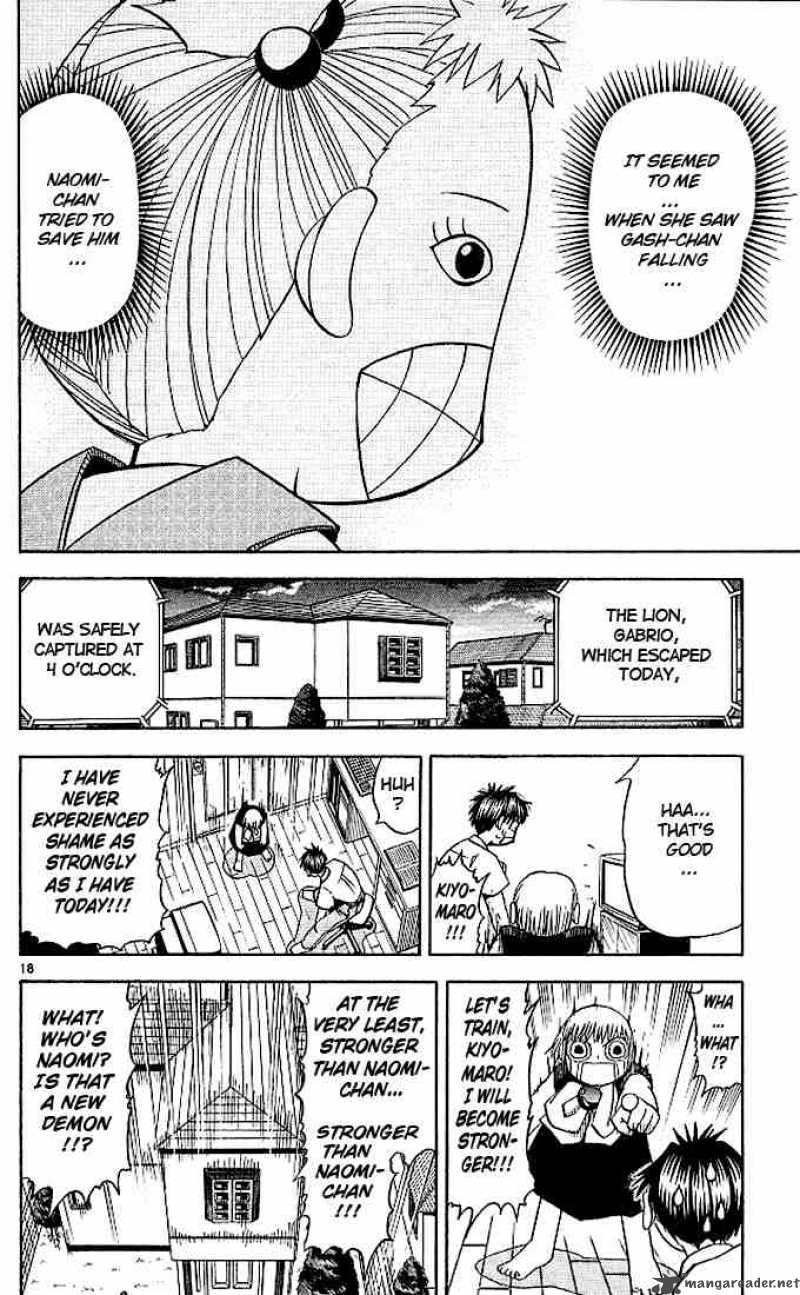 IT SEEMED
TO ME
...
WHEN SHE SAW
GASH-CHAN
FALLING
...
NAOMI-
CHAN
TRIED TO
SAVE HIM
...
THE LION,
GABRIO,
WHICH ESCAPED
TODAY,
WAS SAFELY
CAPTURED AT
4 O'CLOCK.
HAA...
THAT'S
GOOD
...
KIYO-
MARO
!!!
HUH
?
I HAVE
NEVER
EXPERIENCED
SHAME AS
STRONGLY
AS I HAVE
TODAY!!!
18
WHA
...
WHAT
!?
LET'S
TRAIN,
KIYO-
MARO!
I WILL
BECOME
STRON-
GER!!!
AT THE
VERY LEAST,
STRONGER
THAN NAOMI-
CHAN...
STRONGER
THAN
NAOMI-
CHAN
!!!
WHAT!
WHO'S
NAOMI?
IS THAT
A NEW
DEMON
!!?
mangareader.net